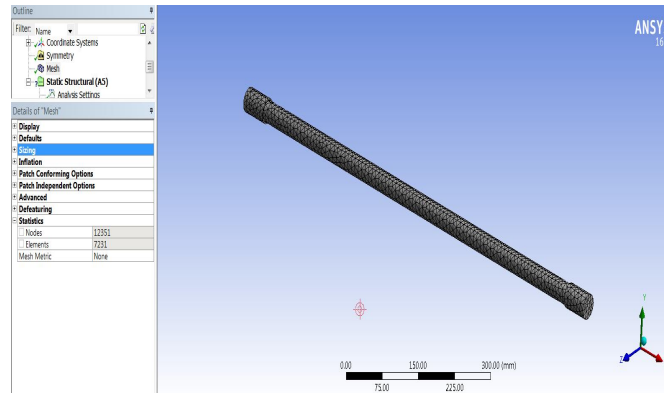 Outline
Filter: Name
Coordinate Systems
Symmetry
Mesh
Static Structural (A5)
Analysis Settings
Details of "Mesh"
Display
Defaults
Sizing
Inflation
Patch Conforming Options
Patch Independent Options
Advanced
Defeaturing
Statistics
Nodes 12351
Elements 7231
Mesh Metric None
ANSY
16
0.00 150.00 300.00 (mm)
75.00 225.00
Y
Z